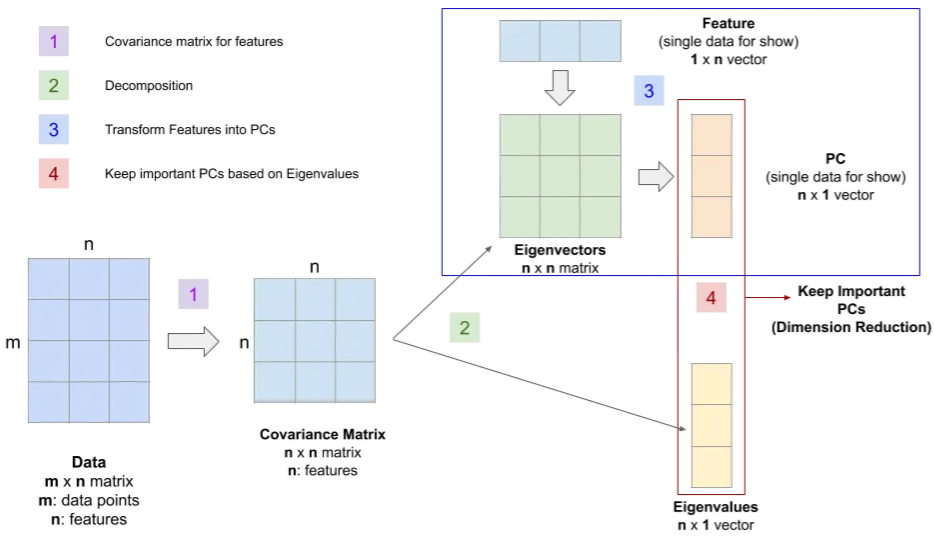 1 Covariance matrix for features
2 Decomposition
3 Transform Features into PCs
4 Keep important PCs based on Eigenvalues
Feature
(single data for show)
1 x n vector
3
PC
(single data for show)
n x 1 vector
Eigenvectors
n x n matrix
n
m
1
n
n
2
4
Keep Important
PCs
(Dimension Reduction)
Covariance Matrix
n x n matrix
n: features
Data
m x n matrix
m: data points
n: features
Eigenvalues
n x 1 vector